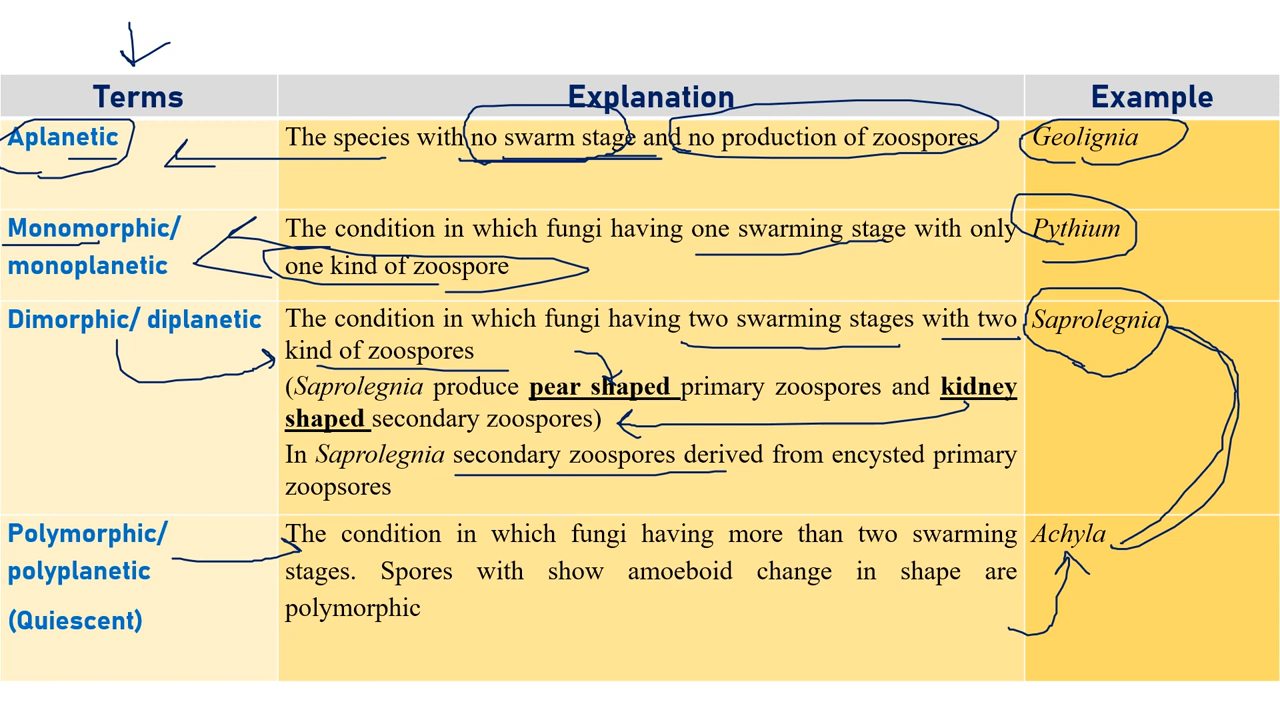 Terms
Explanation
Example
Aplanetic
The species with no swarm stage and no production of zoospores
Geolignia
Monomorphic/
monoplanetic
The condition in which fungi having one swarming stage with only
one kind of zoospore
Pythium
Dimorphic/ diplanetic
The condition in which fungi having two swarming stages with two
kind of zoospores
(Saprolegnia produce pear shaped primary zoospores and kidney
shaped secondary zoospores)
In Saprolegnia secondary zoospores derived from encysted primary
zoopsores
Saprolegnia
Polymorphic/
polyplanetic
(Quiescent)
The condition in which fungi having more than two swarming
stages. Spores with show amoeboid change in shape are
polymorphic
Achyla